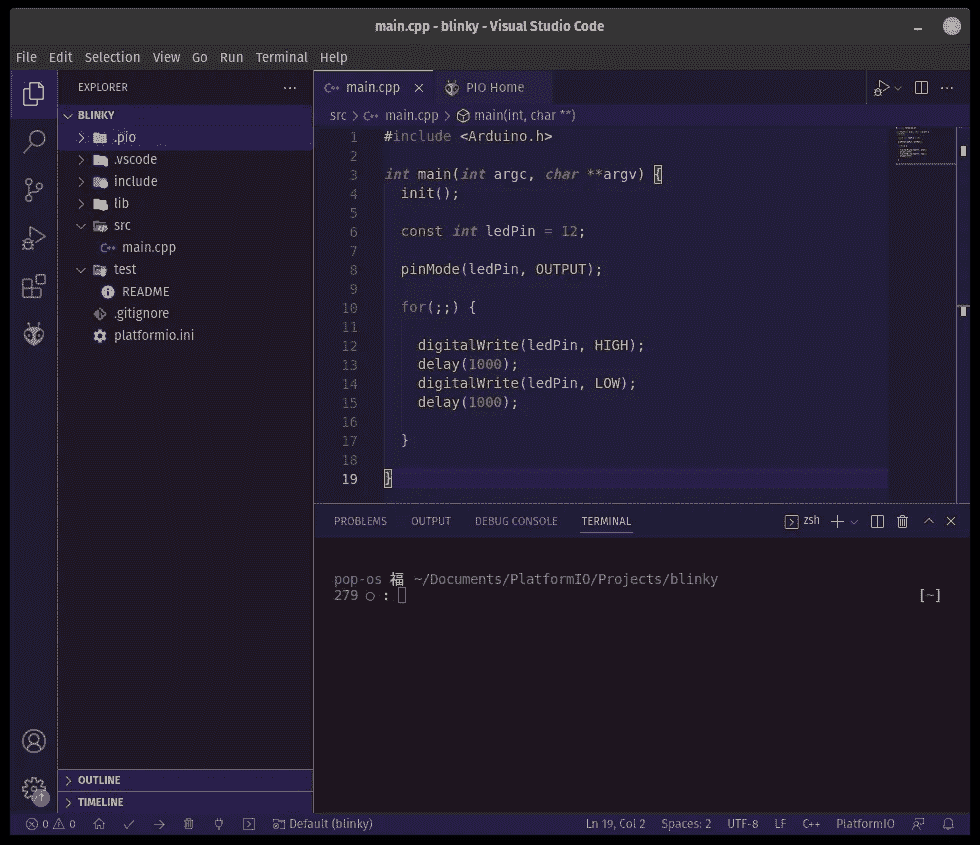 main.cpp - blinky - Visual Studio Code
File Edit Selection View Go Run Terminal Help
EXPLORER
BLINKY
.pio
.vscode
include
lib
src
main.cpp
test
README
.gitignore
platformio.ini
OUTLINE
TIMELINE
main.cpp PIO Home
src > main.cpp > main(int, char **)
1 #include <Arduino.h>
2
3 int main(int argc, char **argv) {
4 init();
5
6 const int ledPin = 12;
7
8 pinMode(ledPin, OUTPUT);
9
10 for(;;) {
11
12 digitalWrite(ledPin, HIGH);
13 delay(1000);
14 digitalWrite(ledPin, LOW);
15 delay(1000);
16
17 }
18
19 }
PROBLEMS OUTPUT DEBUG CONSOLE TERMINAL zsh
pop-os 福 ~/Documents/PlatformIO/Projects/blinky
279 ○ : [~]
0 0 Default (blinky) Ln 19, Col 2 Spaces: 2 UTF-8 LF C++ PlatformIO